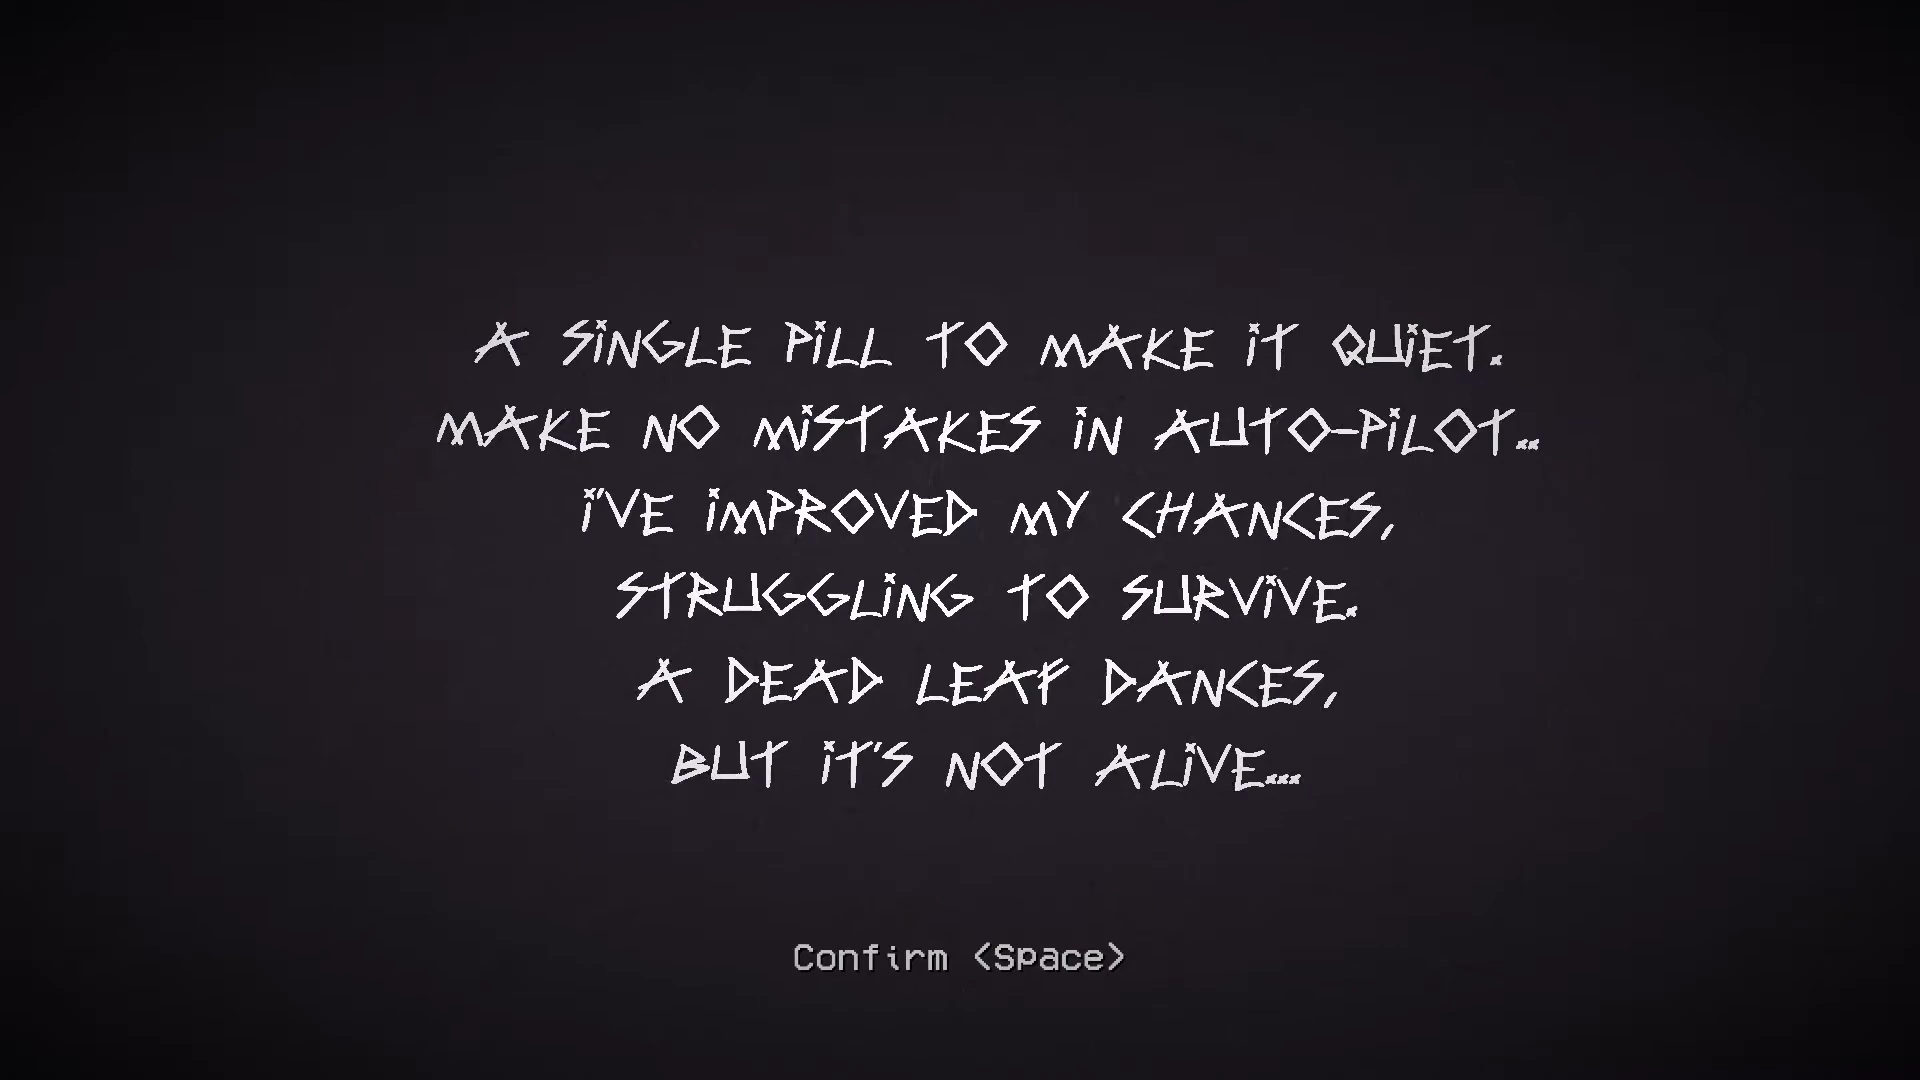 A SiNGLE PiLL TO MAKE iT QUiET.
MAKE NO MiSTAKES iN AUTO-PiLOT..
i'VE iMPROVED MY CHANCES,
STRUGGLiNG TO SURViVE.
A DEAD LEAF DANCES,
BUT iT'S NOT ALiVE...
Confirm <Space>